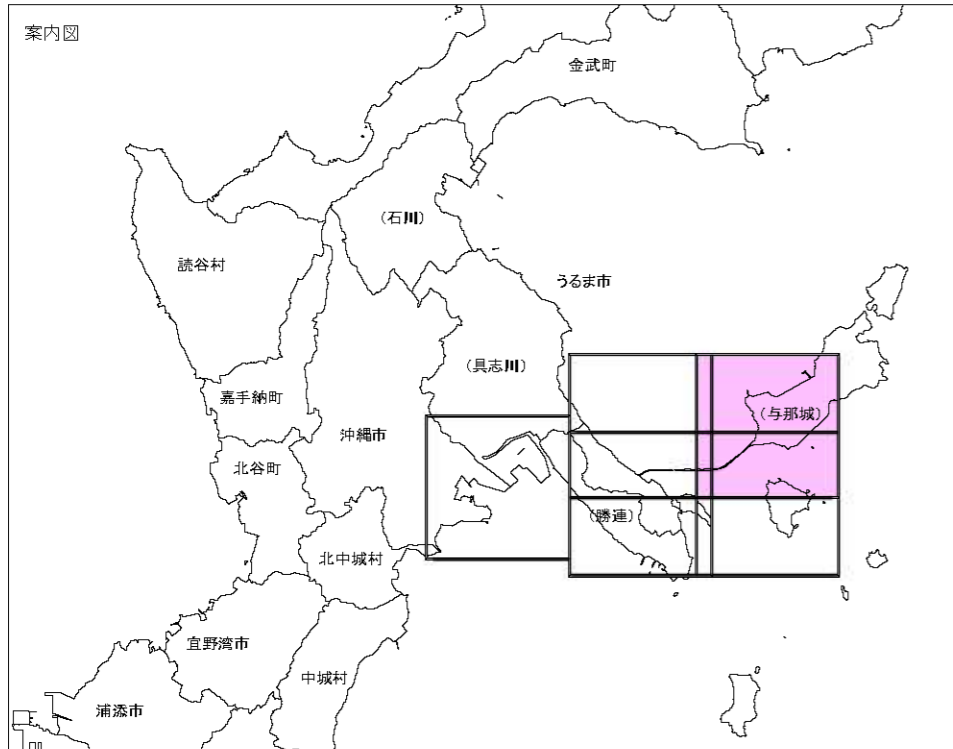 案内図
金武町
(石川)
読谷村
うるま市
(具志川)
嘉手納町
(与那城)
沖縄市
北谷町
(勝連)
北中城村
宜野湾市
中城村
浦添市